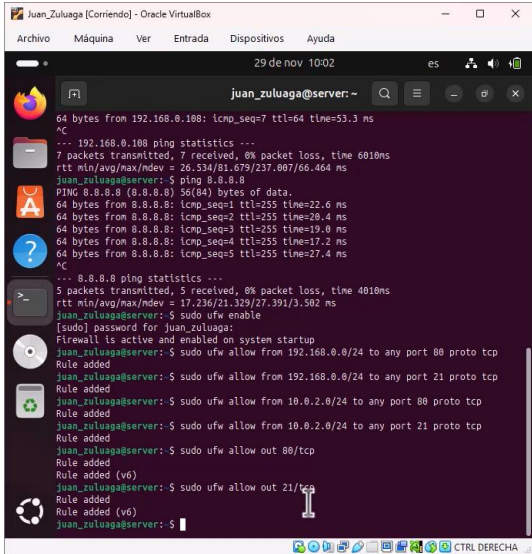 Juan_Zuluaga [Corriendo] - Oracle VirtualBox
Archivo Máquina Ver Entrada Dispositivos Ayuda
29 de nov 10:02 es
juan_zuluaga@server: ~
64 bytes from 192.168.0.108: icmp_seq=7 ttl=64 time=53.3 ms
^C
--- 192.168.0.108 ping statistics ---
7 packets transmitted, 7 received, 0% packet loss, time 6010ms
rtt min/avg/max/mdev = 26.534/81.679/237.007/66.464 ms
juan_zuluaga@server:~$ ping 8.8.8.8
PING 8.8.8.8 (8.8.8.8) 56(84) bytes of data.
64 bytes from 8.8.8.8: icmp_seq=1 ttl=255 time=22.6 ms
64 bytes from 8.8.8.8: icmp_seq=2 ttl=255 time=20.4 ms
64 bytes from 8.8.8.8: icmp_seq=3 ttl=255 time=19.0 ms
64 bytes from 8.8.8.8: icmp_seq=4 ttl=255 time=17.2 ms
64 bytes from 8.8.8.8: icmp_seq=5 ttl=255 time=27.4 ms
^C
--- 8.8.8.8 ping statistics ---
5 packets transmitted, 5 received, 0% packet loss, time 4010ms
rtt min/avg/max/mdev = 17.236/21.329/27.391/3.502 ms
juan_zuluaga@server:~$ sudo ufw enable
[sudo] password for juan_zuluaga:
Firewall is active and enabled on system startup
juan_zuluaga@server:~$ sudo ufw allow from 192.168.0.0/24 to any port 80 proto tcp
Rule added
juan_zuluaga@server:~$ sudo ufw allow from 192.168.0.0/24 to any port 21 proto tcp
Rule added
juan_zuluaga@server:~$ sudo ufw allow from 10.0.2.0/24 to any port 80 proto tcp
Rule added
juan_zuluaga@server:~$ sudo ufw allow from 10.0.2.0/24 to any port 21 proto tcp
Rule added
juan_zuluaga@server:~$ sudo ufw allow out 80/tcp
Rule added
Rule added (v6)
juan_zuluaga@server:~$ sudo ufw allow out 21/tcp
Rule added
Rule added (v6)
juan_zuluaga@server:~$
CTRL DERECHA